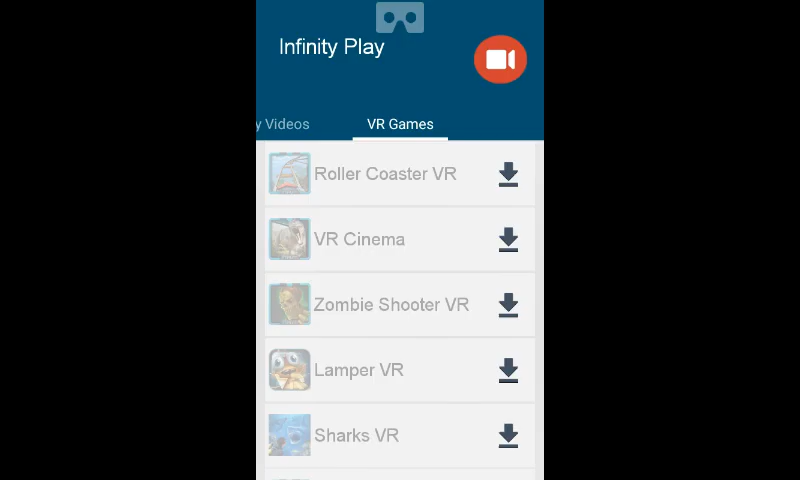 Infinity Play
y Videos
VR Games
Roller Coaster VR
VR Cinema
Zombie Shooter VR
Lamper VR
Sharks VR